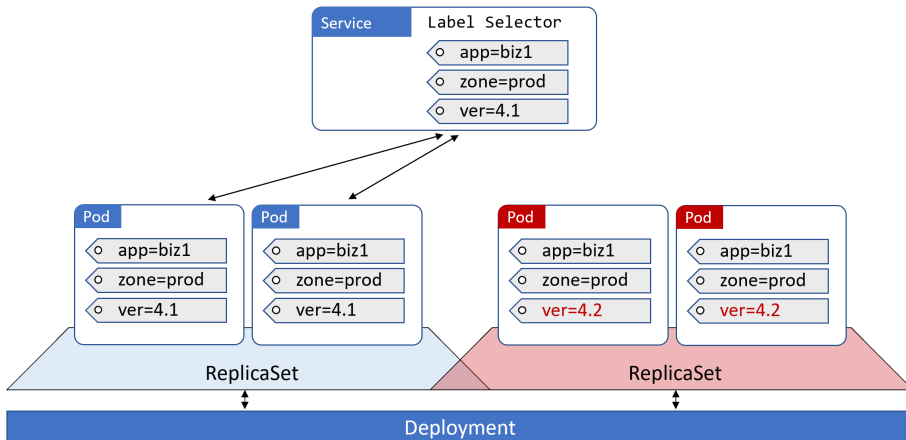 Service
Label Selector
app=biz1
zone=prod
ver=4.1
Pod
app=biz1
zone=prod
ver=4.1
Pod
app=biz1
zone=prod
ver=4.1
Pod
app=biz1
zone=prod
ver=4.2
Pod
app=biz1
zone=prod
ver=4.2
ReplicaSet
ReplicaSet
Deployment